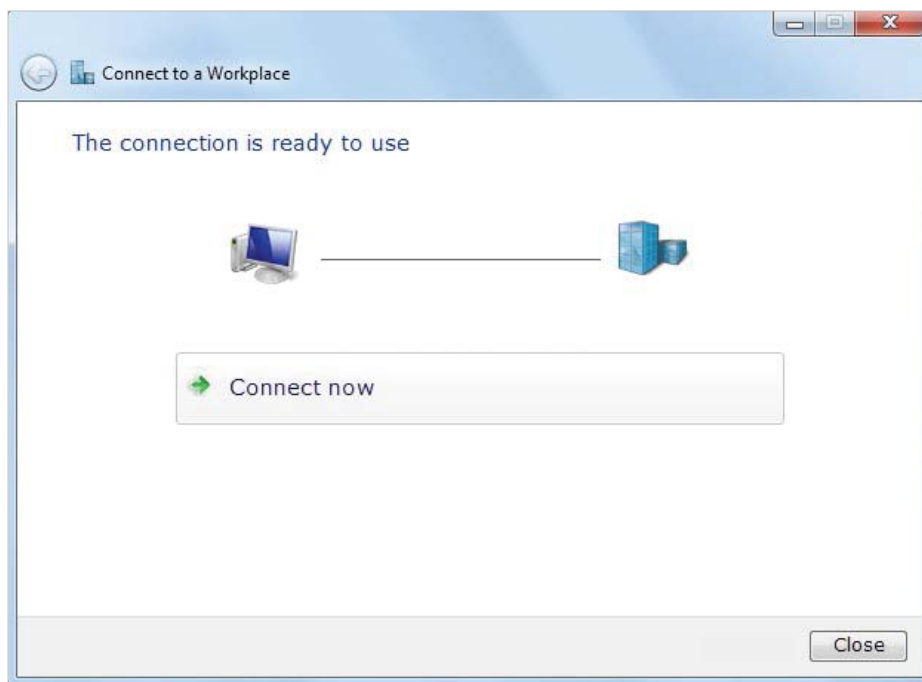 Connect to a Workplace
The connection is ready to use
Connect now
Close